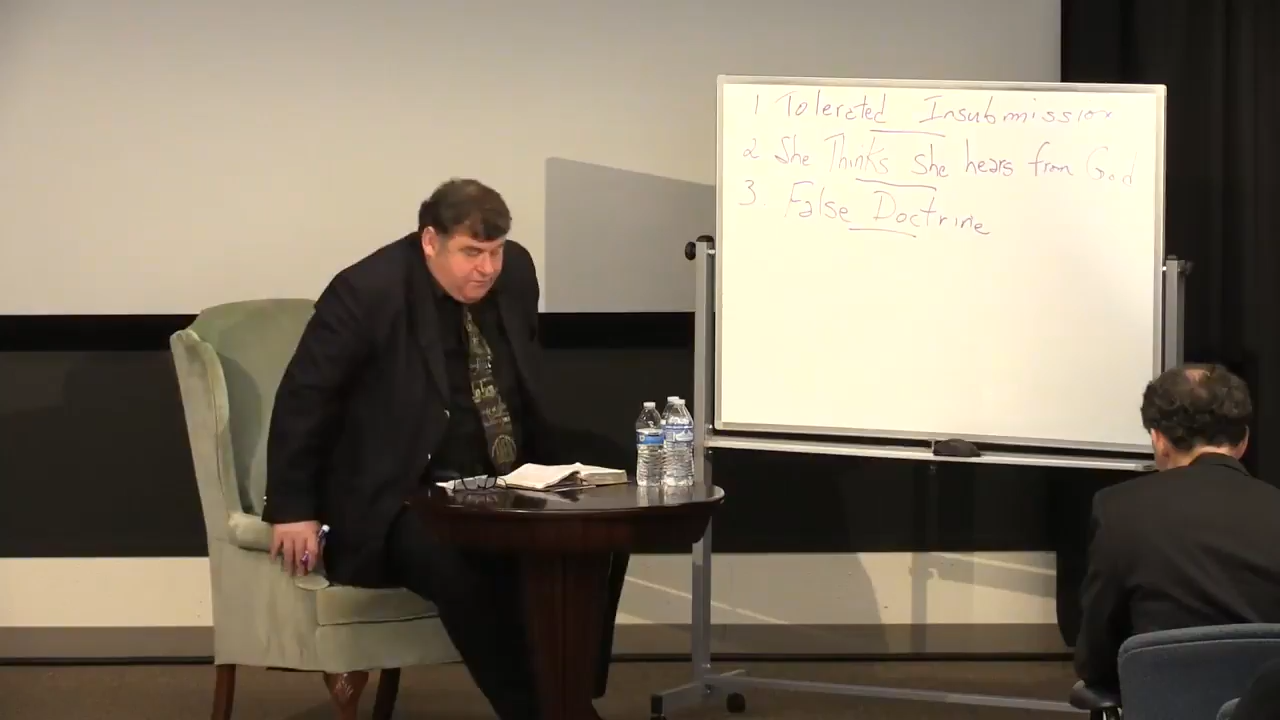 1 Tolerated Insubmission
2 She Thinks she hears from God
3. False Doctrine